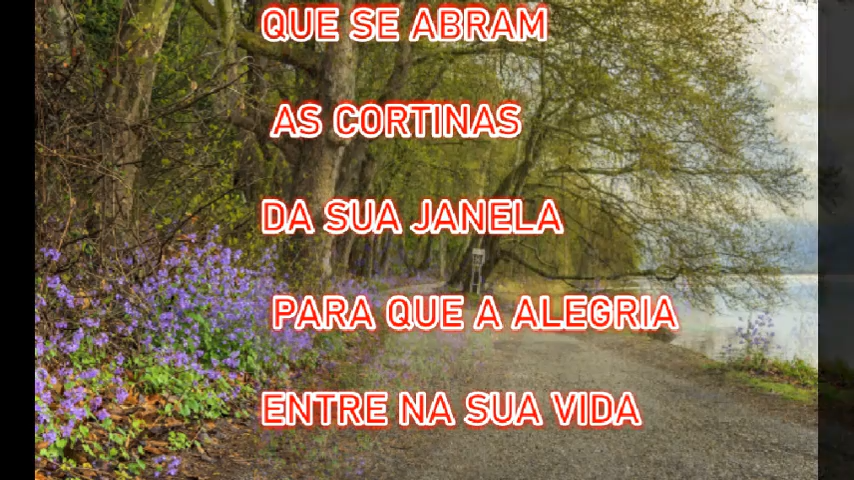 QUE SE ABRAM
AS CORTINAS
DA SUA JANELA
PARA QUE A ALEGRIA
ENTRE NA SUA VIDA